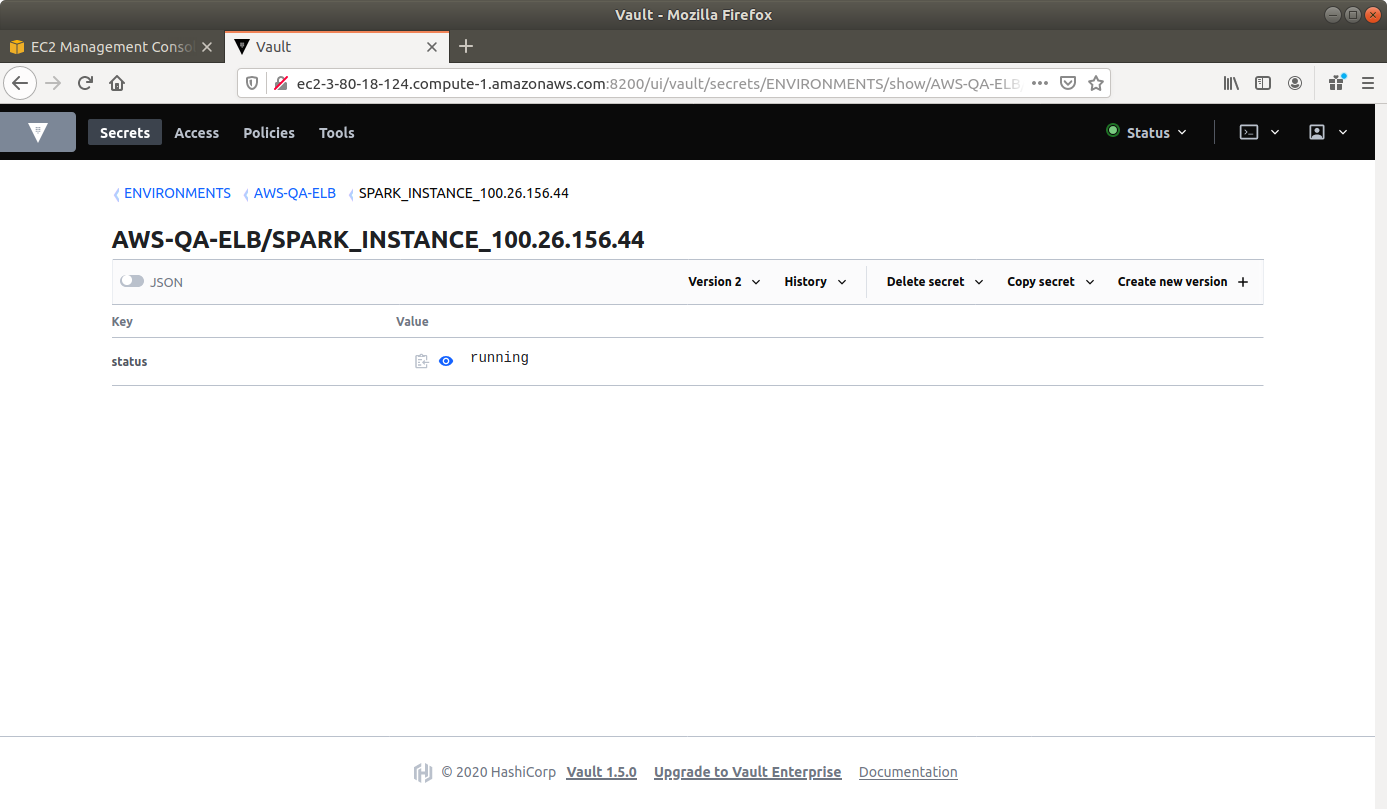 Vault - Mozilla Firefox
EC2 Management Conso
Vault
ec2-3-80-18-124.compute-1.amazonaws.com:8200/ui/vault/secrets/ENVIRONMENTS/show/AWS-QA-ELB
Secrets Access Policies Tools Status
ENVIRONMENTS AWS-QA-ELB SPARK_INSTANCE_100.26.156.44
AWS-QA-ELB/SPARK_INSTANCE_100.26.156.44
JSON Version 2 History Delete secret Copy secret Create new version
Key Value
status running
© 2020 HashiCorp Vault 1.5.0 Upgrade to Vault Enterprise Documentation